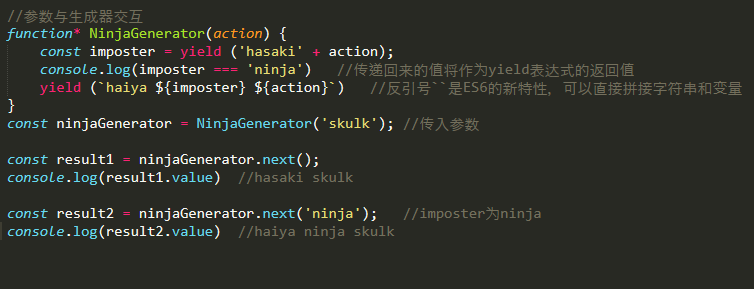 //参数与生成器交互
function* NinjaGenerator(action) {
    const imposter = yield ('hasaki' + action);
    console.log(imposter === 'ninja')   //传递回来的值将作为yield表达式的返回值
    yield (`haiya ${imposter} ${action}`)   //反引号``是ES6的新特性，可以直接拼接字符串和变量
}
const ninjaGenerator = NinjaGenerator('skulk'); //传入参数
const result1 = ninjaGenerator.next();
console.log(result1.value)  //hasaki skulk
const result2 = ninjaGenerator.next('ninja');   //imposter为ninja
console.log(result2.value)  //haiya ninja skulk